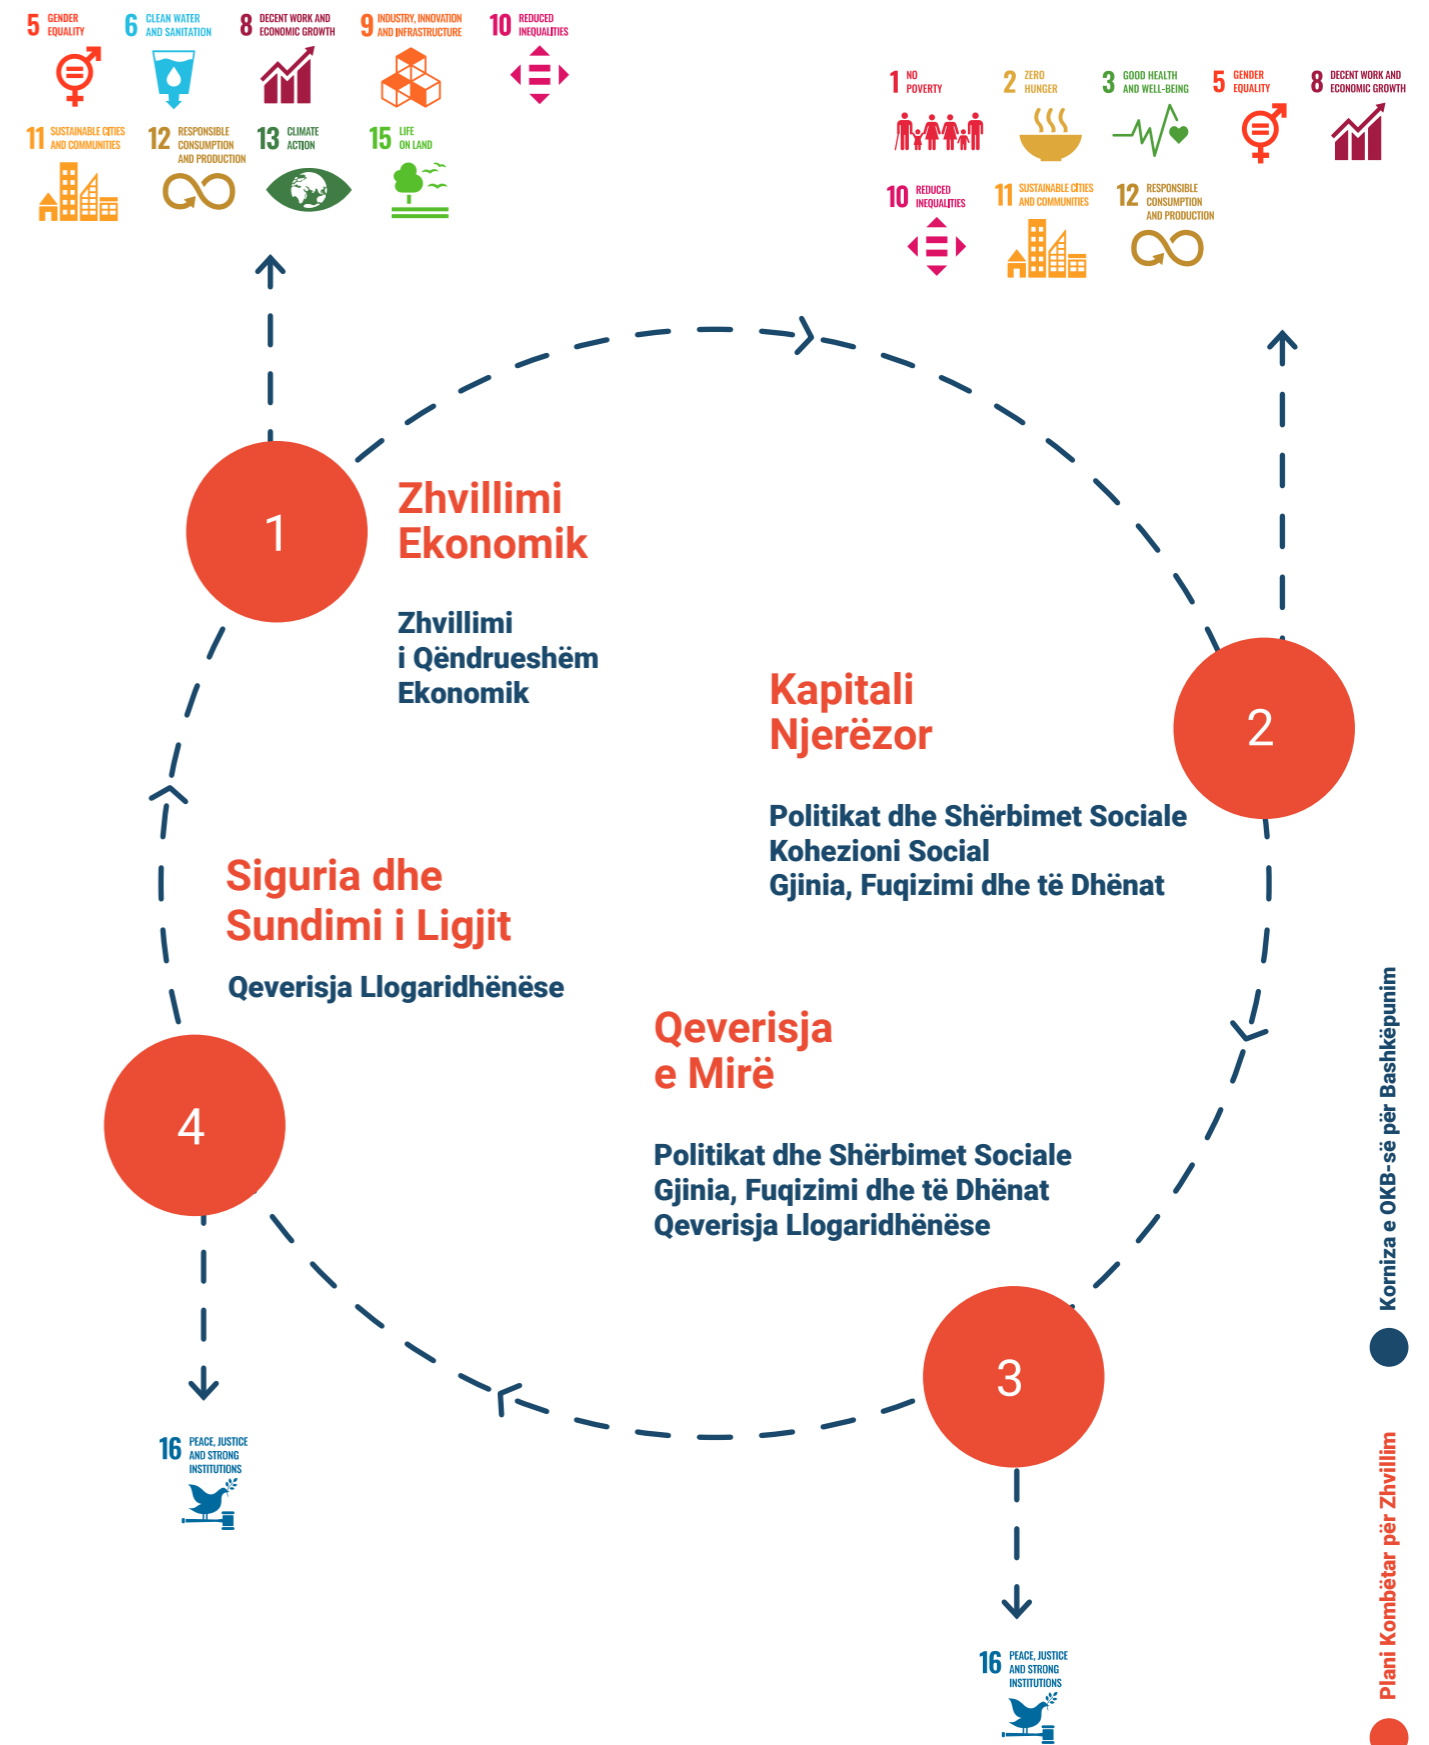 5 GENDER
EQUALITY
6 CLEAN WATER
AND SANITATION
8 DECENT WORK AND
ECONOMIC GROWTH
9 INDUSTRY, INNOVATION
AND INFRASTRUCTURE
10 REDUCED
INEQUALITIES
11 SUSTAINABLE CITIES
AND COMMUNITIES
12 RESPONSIBLE
CONSUMPTION
AND PRODUCTION
13 CLIMATE
ACTION
15 LIFE
ON LAND
1 NO
POVERTY
2 ZERO
HUNGER
3 GOOD HEALTH
AND WELL-BEING
5 GENDER
EQUALITY
8 DECENT WORK AND
ECONOMIC GROWTH
10 REDUCED
INEQUALITIES
11 SUSTAINABLE CITIES
AND COMMUNITIES
12 RESPONSIBLE
CONSUMPTION
AND PRODUCTION
1
Zhvillimi
Ekonomik
Zhvillimi
i Qëndrueshëm
Ekonomik
2
Kapitali
Njerëzor
Politikat dhe Shërbimet Sociale
Kohezioni Social
Gjinia, Fuqizimi dhe të Dhënat
Siguria dhe
Sundimi i Ligjit
Qeverisja Llogaridhënëse
4
Qeverisja
e Mirë
Politikat dhe Shërbimet Sociale
Gjinia, Fuqizimi dhe të Dhënat
Qeverisja Llogaridhënëse
3
16 PEACE, JUSTICE
AND STRONG
INSTITUTIONS
16 PEACE, JUSTICE
AND STRONG
INSTITUTIONS
Korniza e OKB-së për Bashkëpunim
Plani Kombëtar për Zhvillim